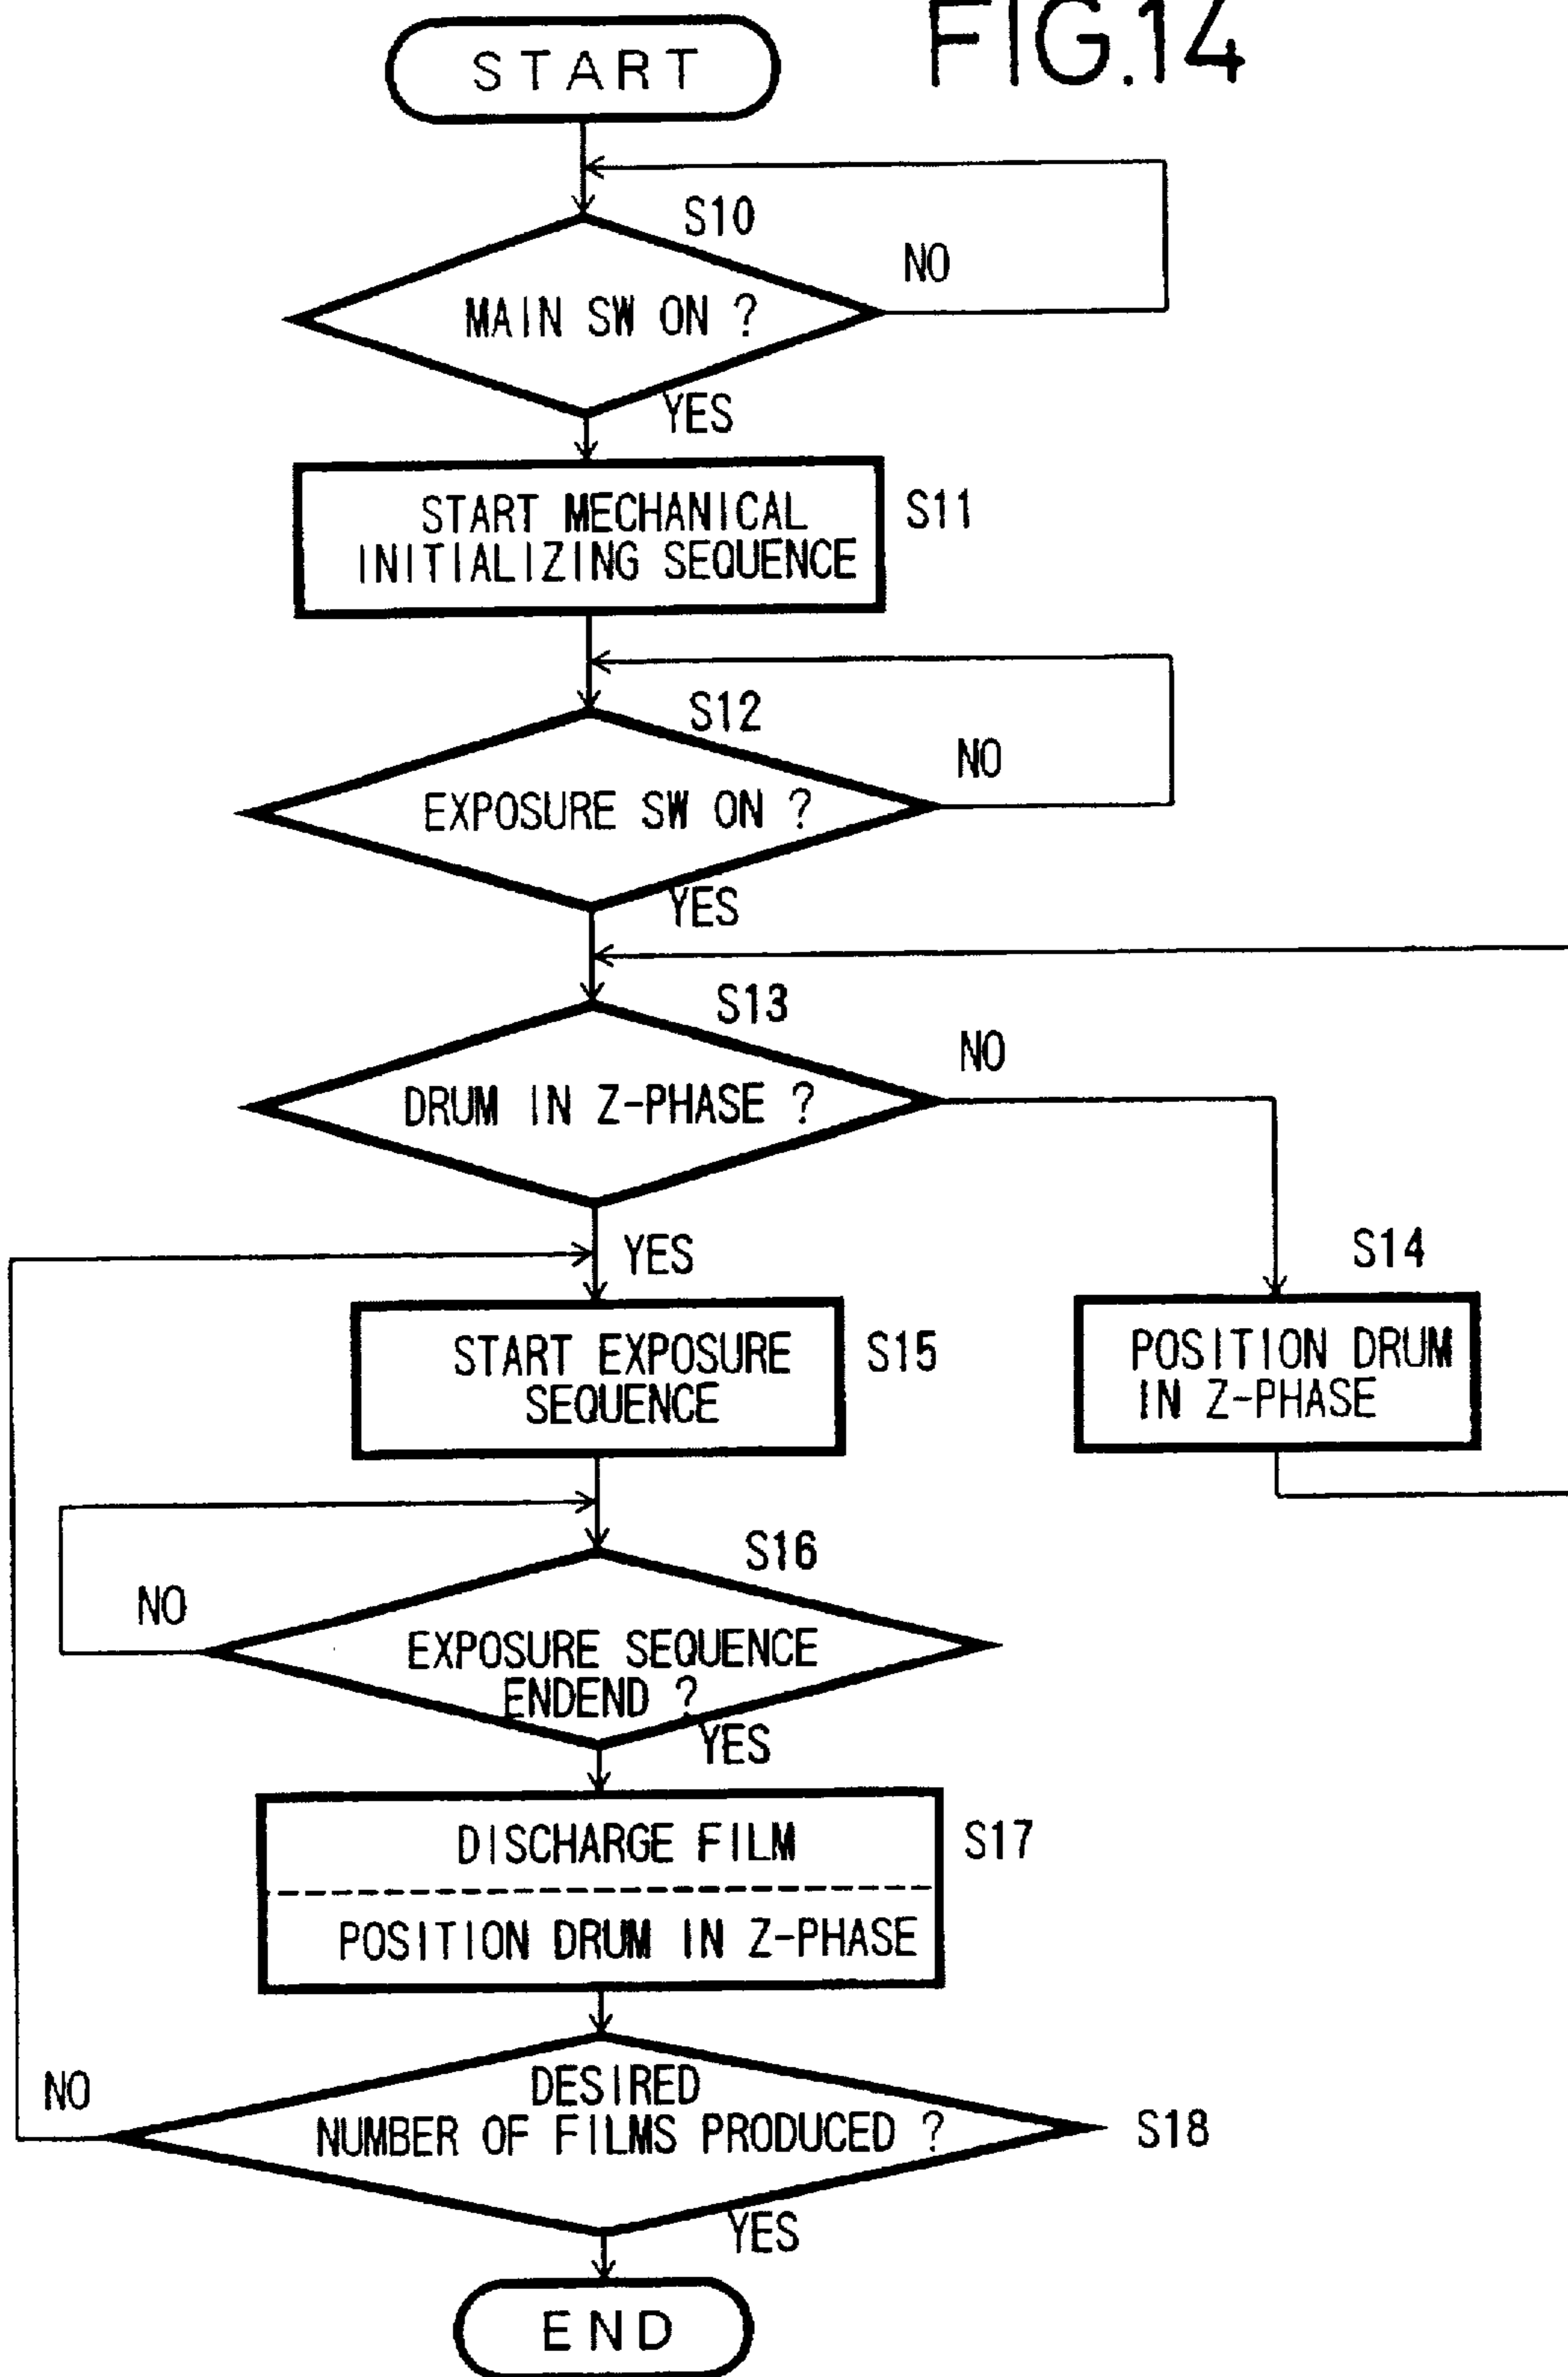 FIG.14
START
S10
NO
MAIN SW ON ?
YES
START MECHANICAL
INITIALIZING SEQUENCE
S11
S12
NO
EXPOSURE SW ON ?
YES
S13
NO
DRUM IN Z-PHASE ?
YES
S14
START EXPOSURE
SEQUENCE
S15
POSITION DRUM
IN Z-PHASE
S16
NO
EXPOSURE SEQUENCE
ENDEND ?
YES
DISCHARGE FILM
S17
POSITION DRUM IN Z-PHASE
NO
DESIRED
NUMBER OF FILMS PRODUCED ?
S18
YES
END